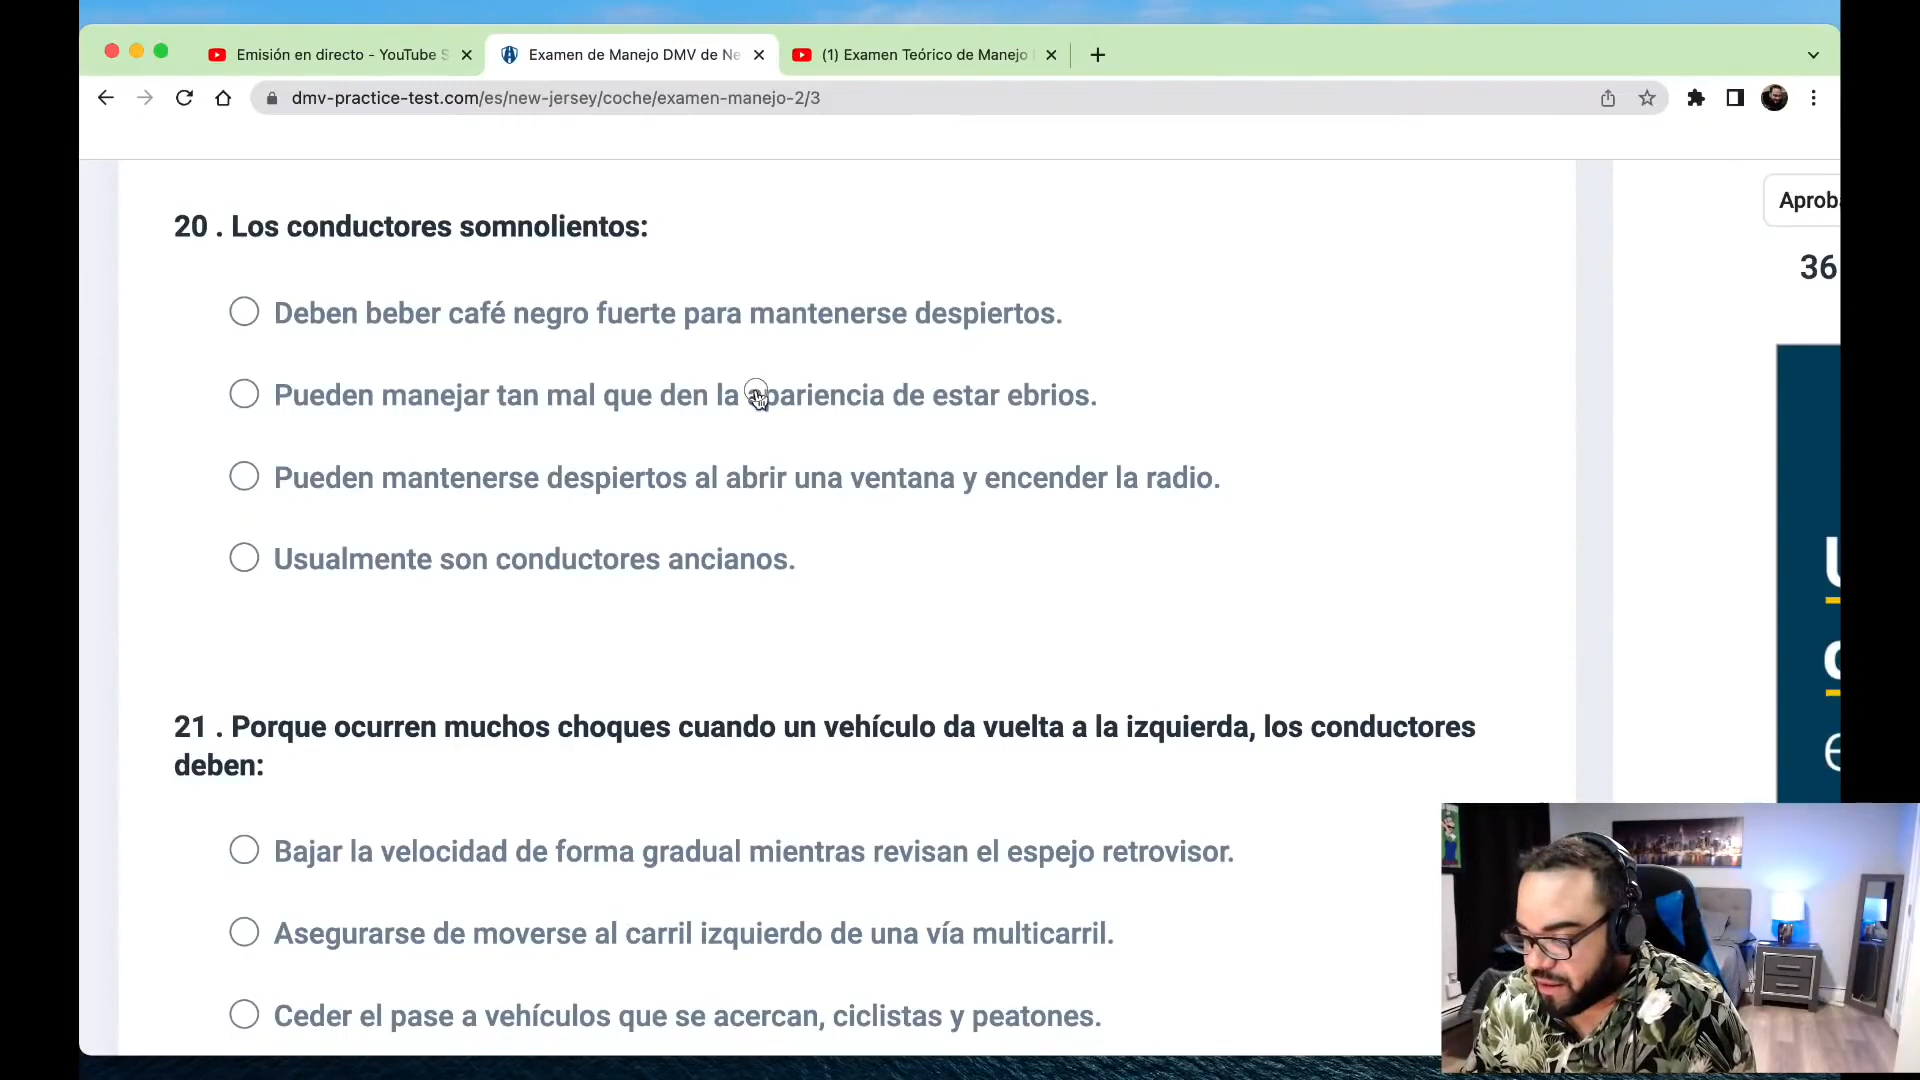 Emisión en directo - YouTube S
Examen de Manejo DMV de Ne
(1) Examen Teórico de Manejo
dmv-practice-test.com/es/new-jersey/coche/examen-manejo-2/3
Aprob
36
20 . Los conductores somnolientos:
Deben beber café negro fuerte para mantenerse despiertos.
Pueden manejar tan mal que den la apariencia de estar ebrios.
Pueden mantenerse despiertos al abrir una ventana y encender la radio.
Usualmente son conductores ancianos.
21 . Porque ocurren muchos choques cuando un vehículo da vuelta a la izquierda, los conductores
deben:
Bajar la velocidad de forma gradual mientras revisan el espejo retrovisor.
Asegurarse de moverse al carril izquierdo de una vía multicarril.
Ceder el pase a vehículos que se acercan, ciclistas y peatones.